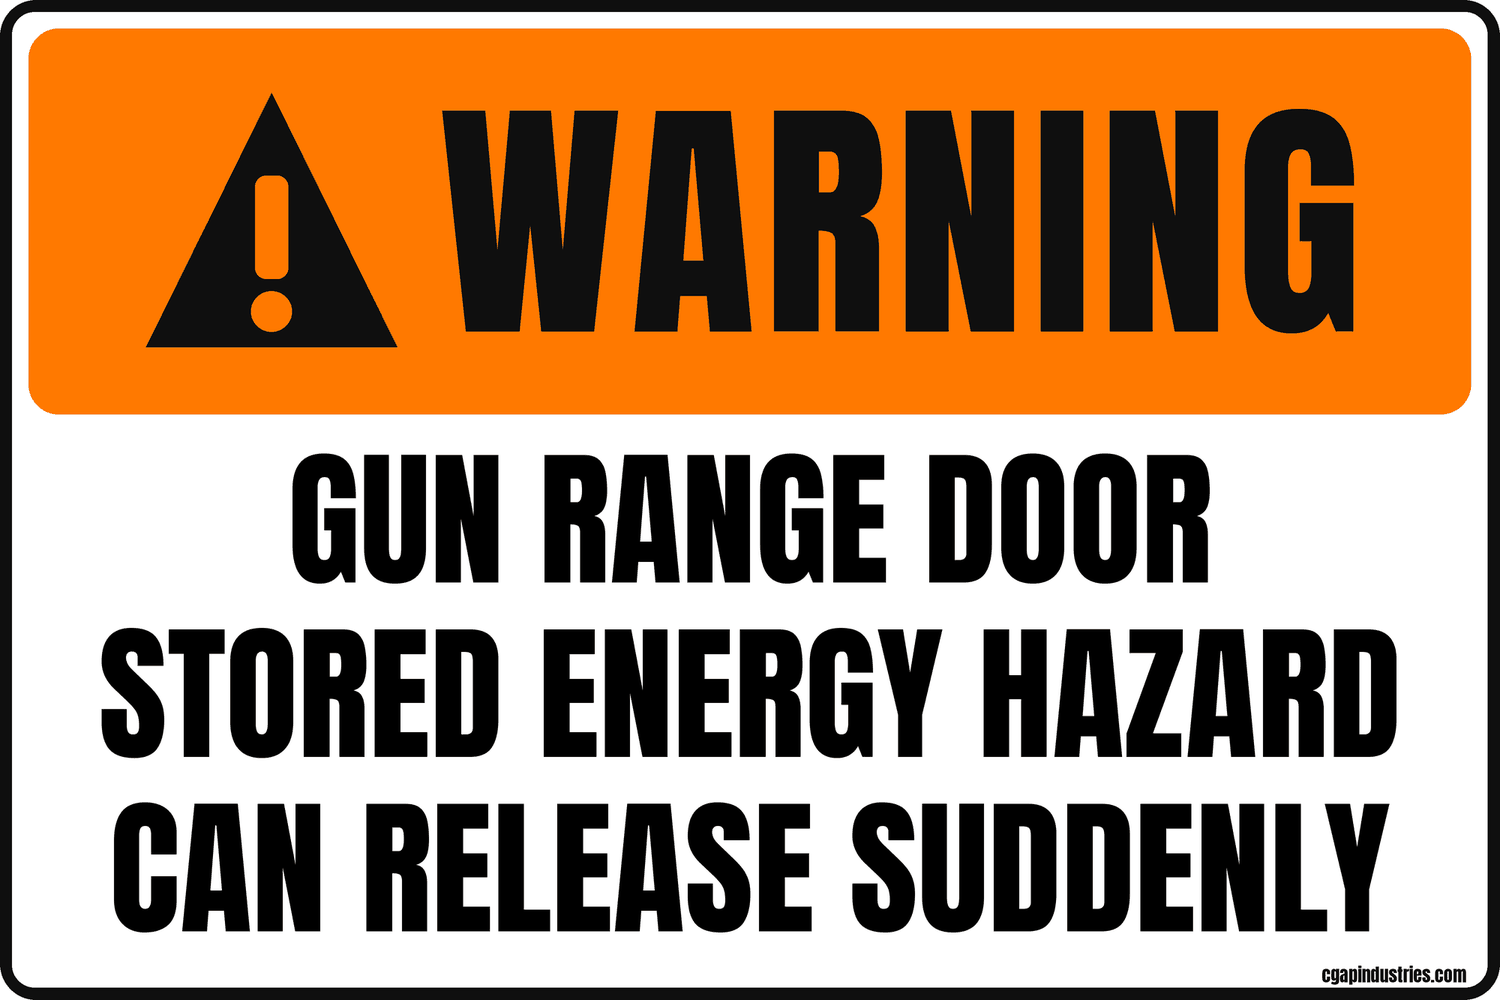 WARNING
GUN RANGE DOOR
STORED ENERGY HAZARD
CAN RELEASE SUDDENLY
cgapindustries.com